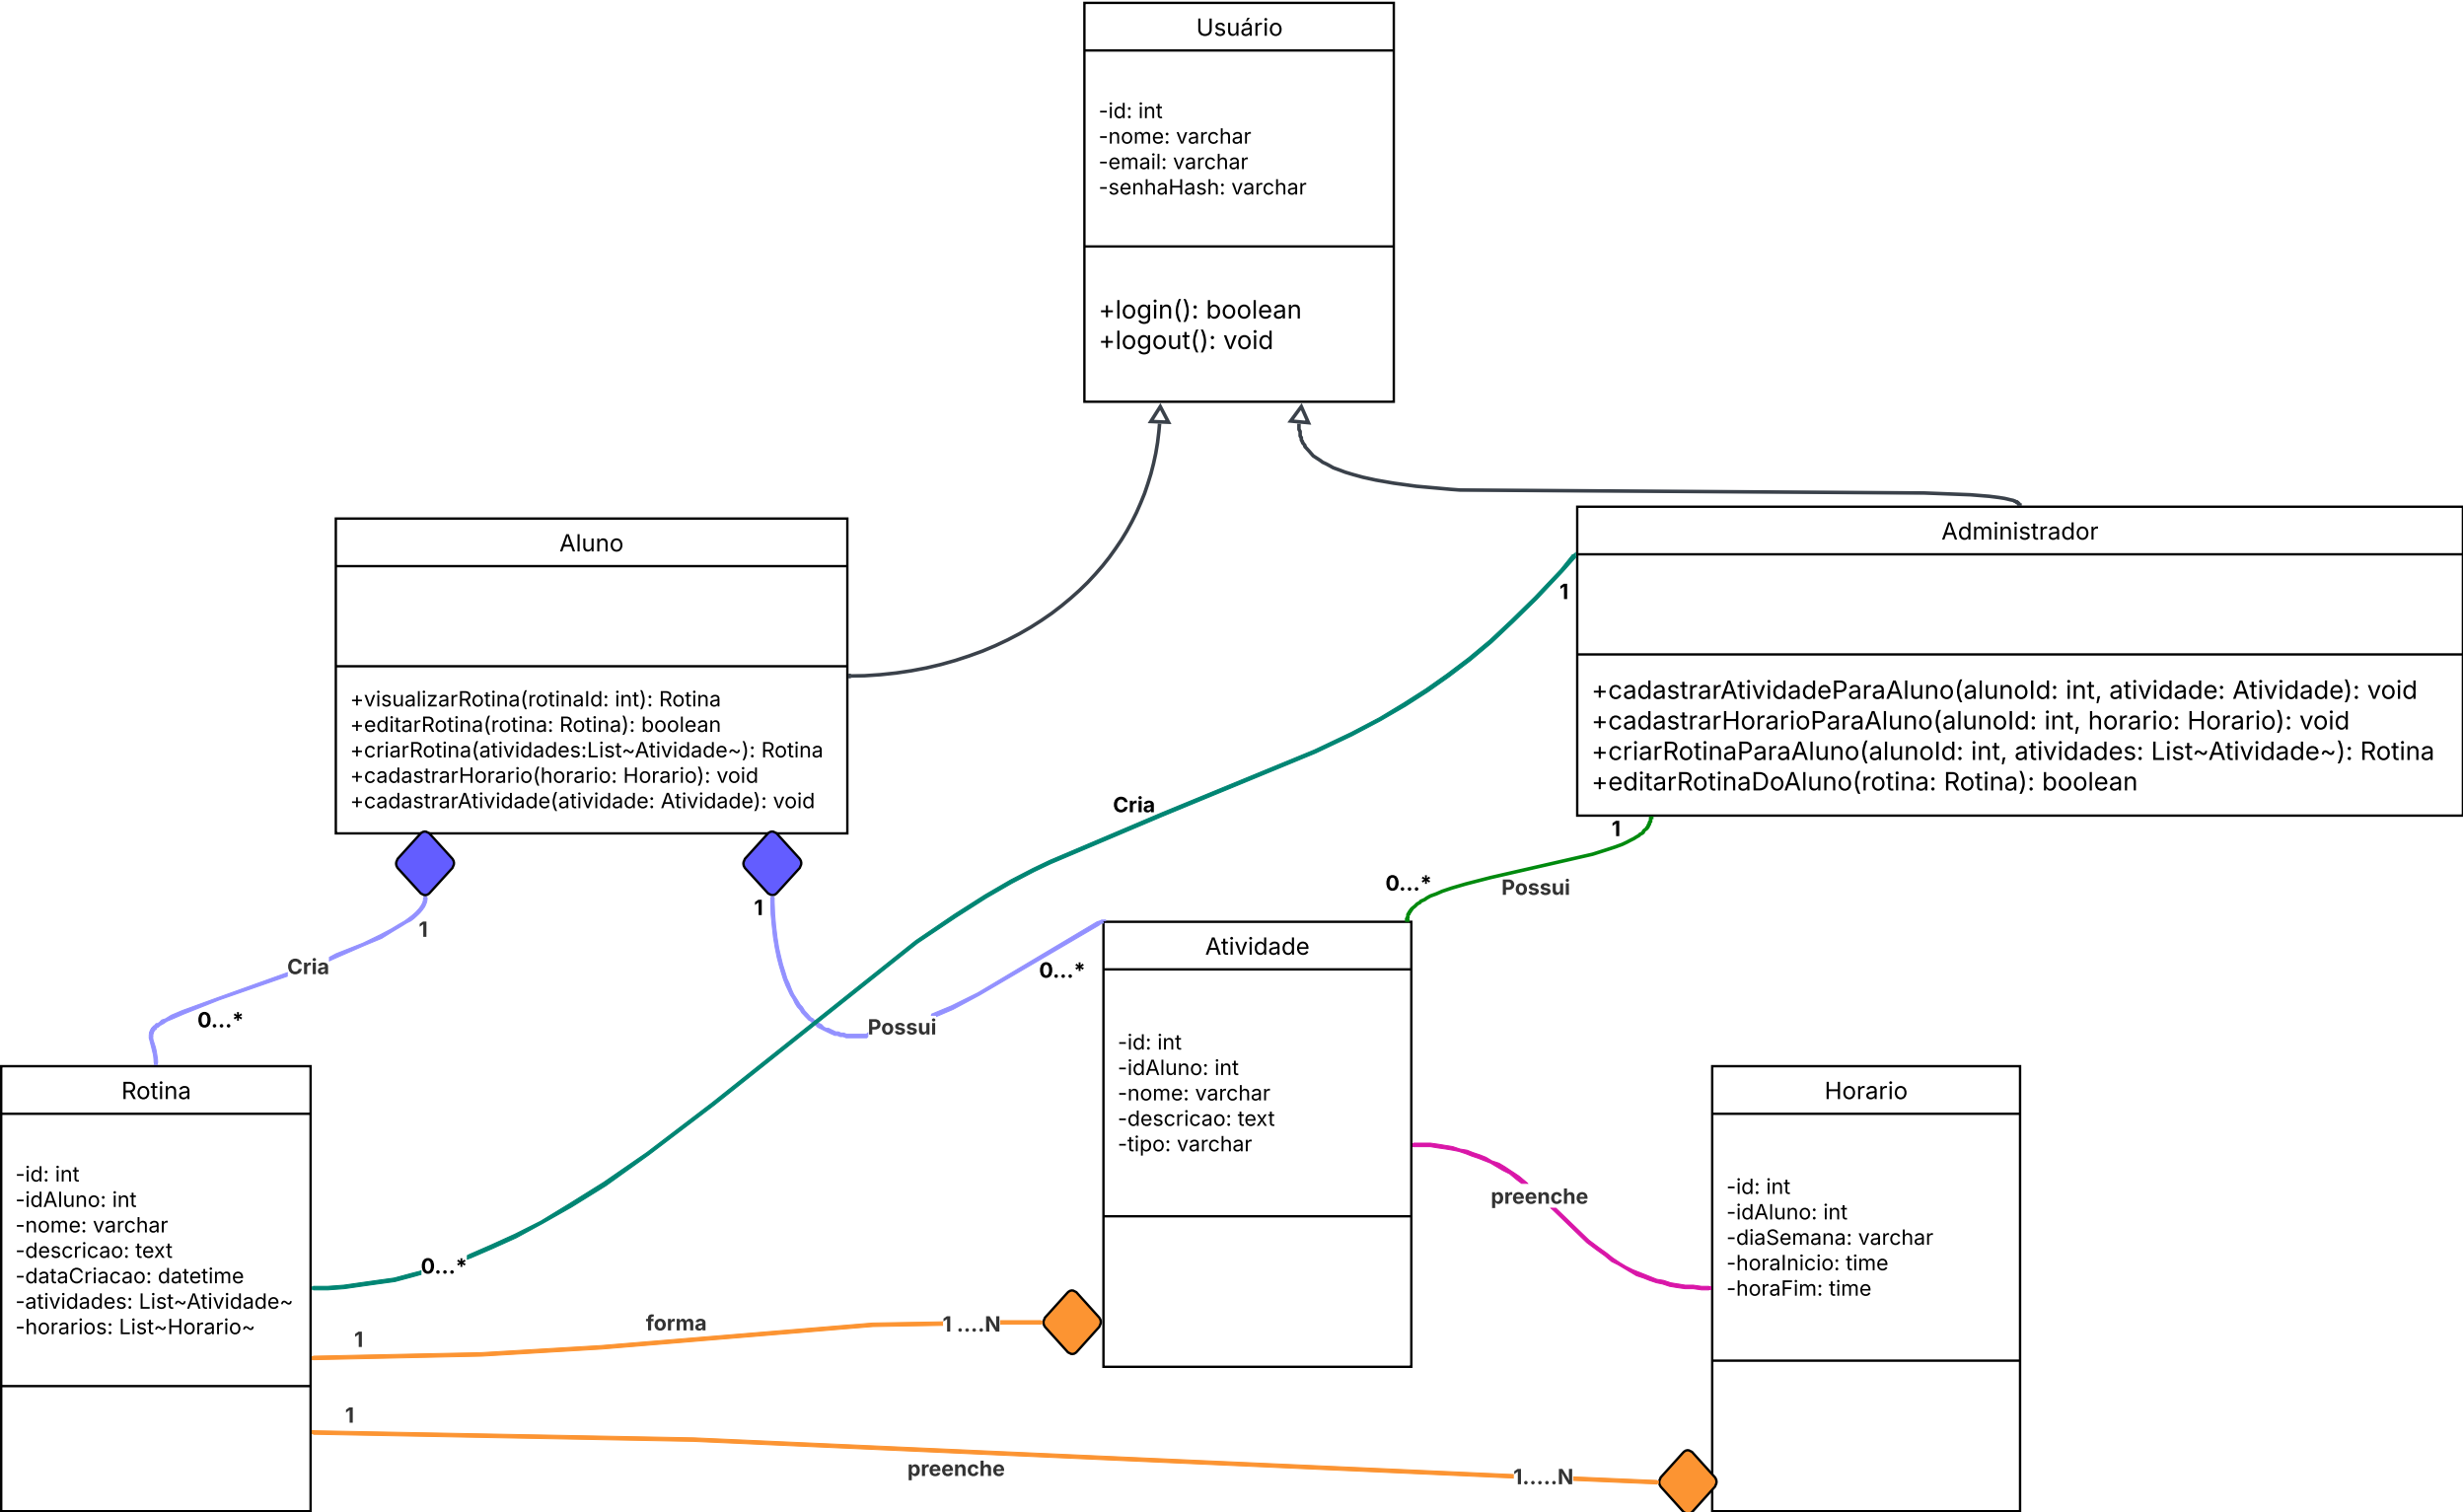 Usuário
-id: int
-nome: varchar
-email: varchar
-senhaHash: varchar
+login(): boolean
+logout(): void
Aluno
+visualizarRotina(rotinaId: int): Rotina
+editarRotina(rotina: Rotina): boolean
+criarRotina(atividades:List~Atividade~): Rotina
+cadastrarHorario(horario: Horario): void
+cadastrarAtividade(atividade: Atividade): void
Administrador
+cadastrarAtividadeParaAluno(alunoId: int, atividade: Atividade): void
+cadastrarHorarioParaAluno(alunoId: int, horario: Horario): void
+criarRotinaParaAluno(alunoId: int, atividades: List~Atividade~): Rotina
+editarRotinaDoAluno(rotina: Rotina): boolean
1
Cria
1
0...*
Possui
1
1
Cria
0...*
0...*
Possui
Atividade
-id: int
-idAluno: int
-nome: varchar
-descricao: text
-tipo: varchar
Rotina
-id: int
-idAluno: int
-nome: varchar
-descricao: text
-dataCriacao: datetime
-atividades: List~Atividade~
-horarios: List~Horario~
Horario
-id: int
-idAluno: int
-diaSemana: varchar
-horaInicio: time
-horaFim: time
preenche
0...*
1
forma
1 ....N
1
preenche
1.....N